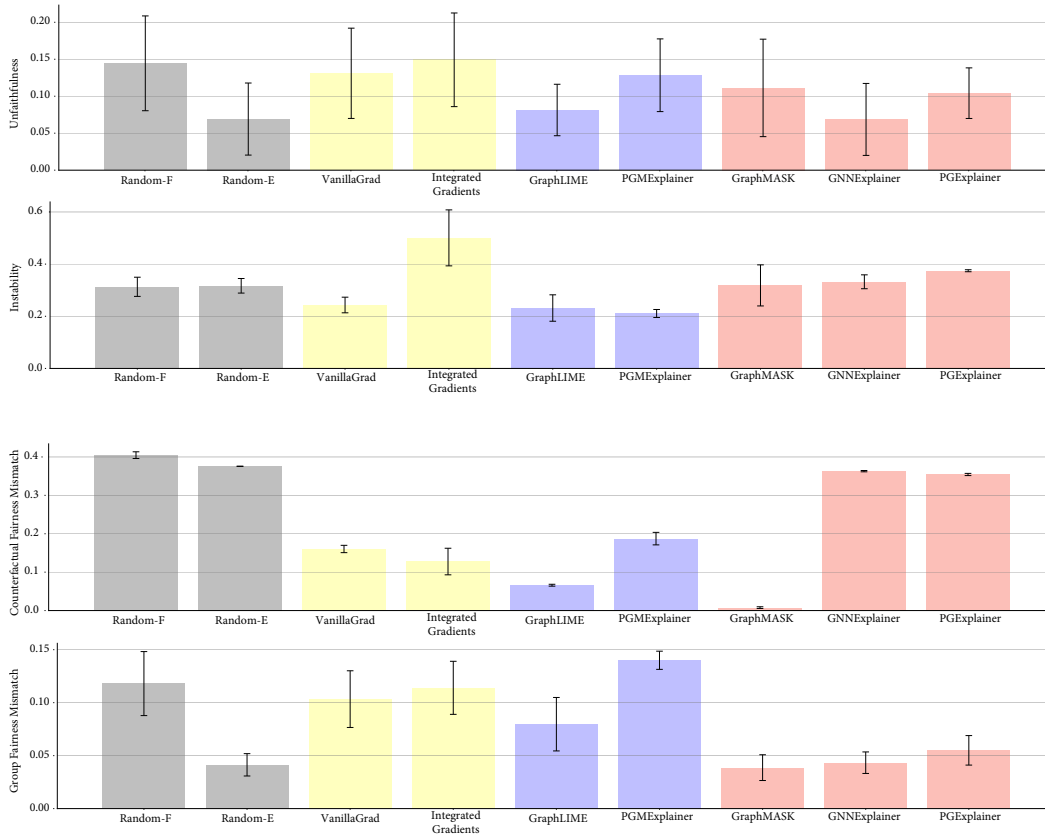 Unfaithfulness
0.20
0.15
0.10
0.05
0.00
Random-F Random-E VanillaGrad Integrated GraphLIME PGMExplainer GraphMASK GNNExplainer PGExplainer
Gradients
Instability
0.6
0.4
0.2
0.0
Random-F Random-E VanillaGrad Integrated GraphLIME PGMExplainer GraphMASK GNNExplainer PGExplainer
Gradients
Counterfactual Fairness Mismatch
0.4
0.3
0.2
0.1
0.0
Random-F Random-E VanillaGrad Integrated GraphLIME PGMExplainer GraphMASK GNNExplainer PGExplainer
Gradients
Group Fairness Mismatch
0.15
0.10
0.05
0.00
Random-F Random-E VanillaGrad Integrated GraphLIME PGMExplainer GraphMASK GNNExplainer PGExplainer
Gradients